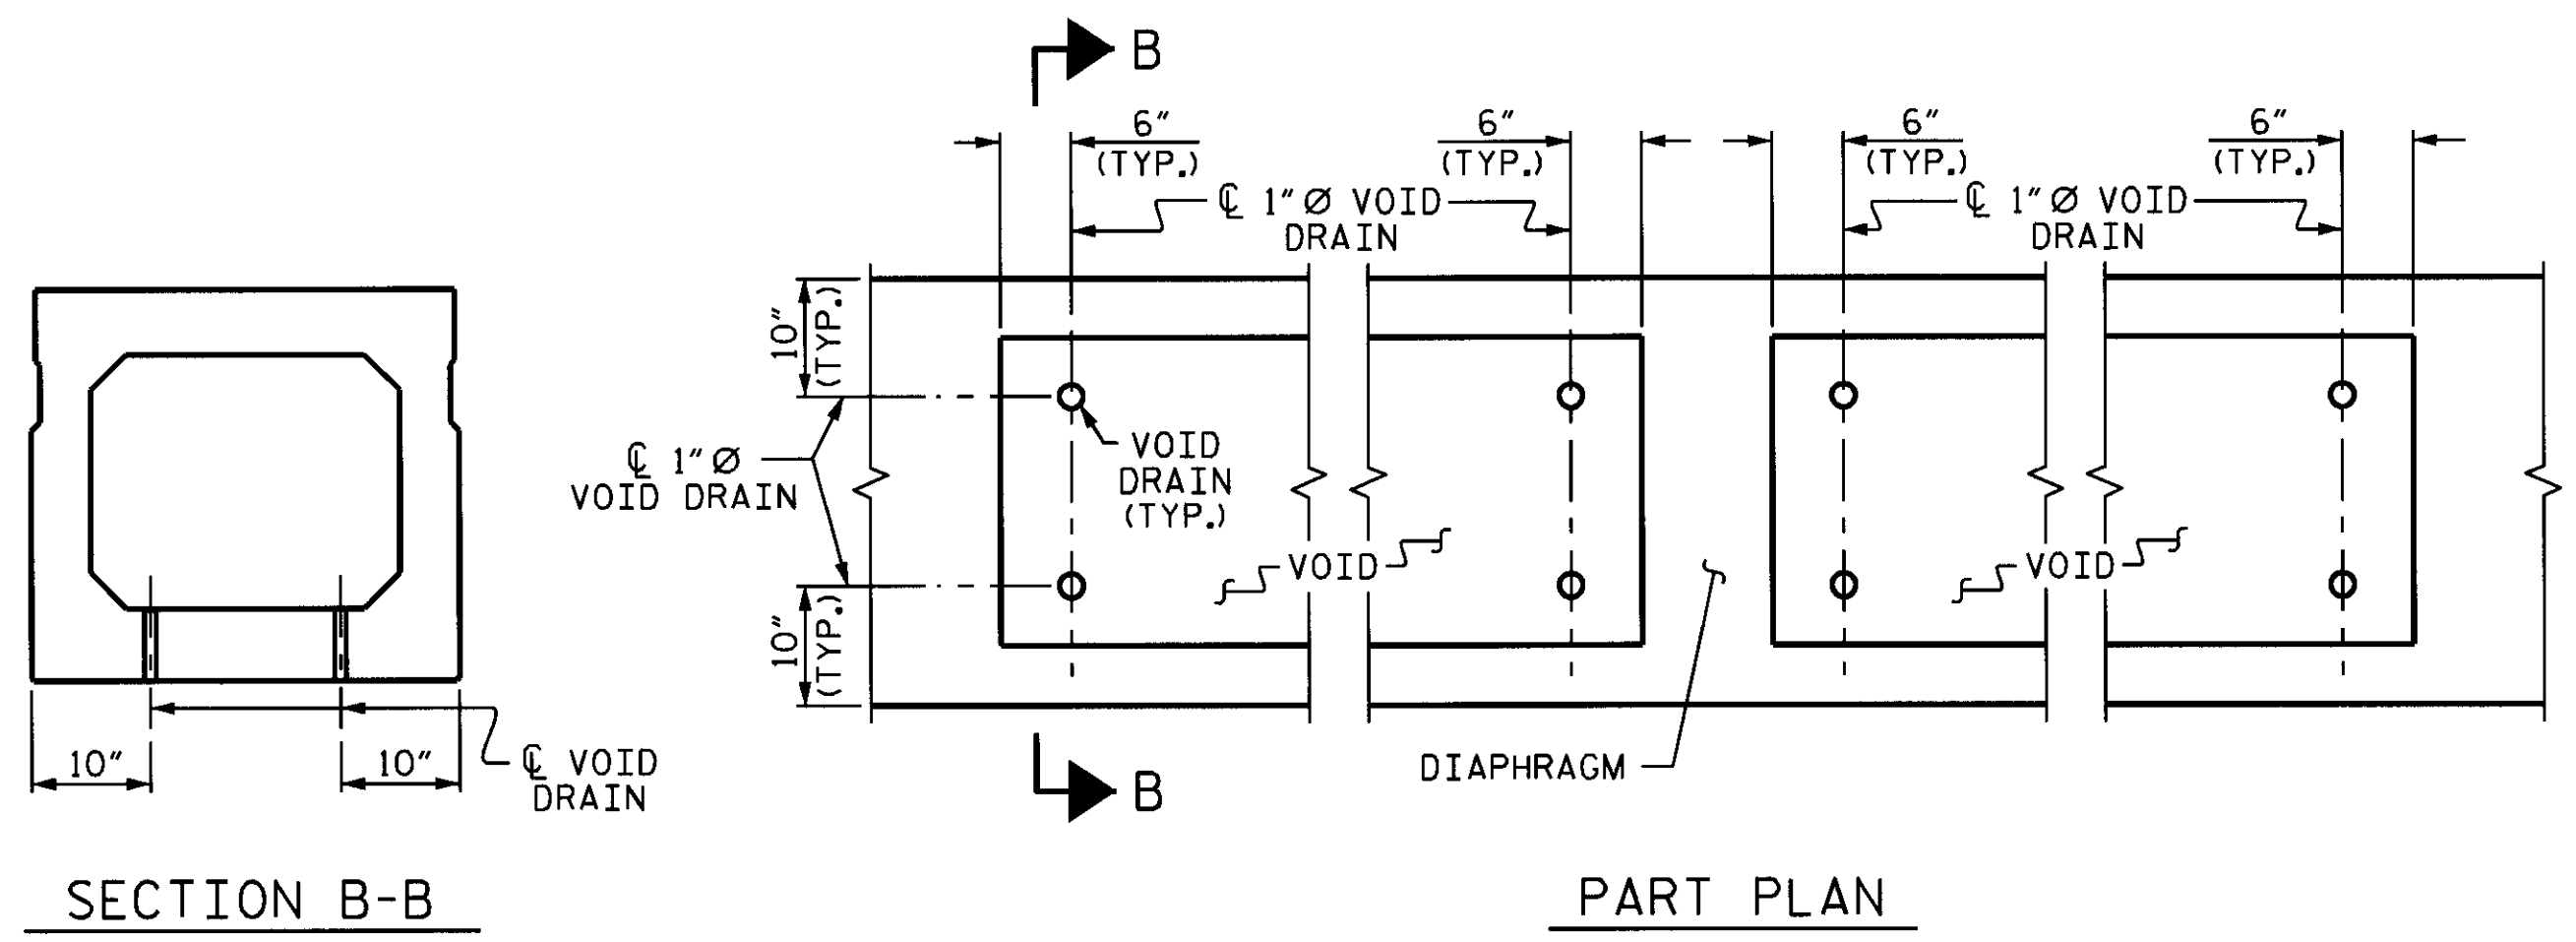 B
6" 6" 6" 6"
(TYP.) (TYP.) (TYP.) (TYP.)
℄ 1"Ø VOID ℄ 1"Ø VOID
DRAIN DRAIN
10"
(TYP.)
℄ 1"Ø
VOID DRAIN
VOID
DRAIN
(TYP.)
VOID
VOID
10"
(TYP.)
10" 10"
℄ VOID
DRAIN
DIAPHRAGM
B
SECTION B-B
PART PLAN